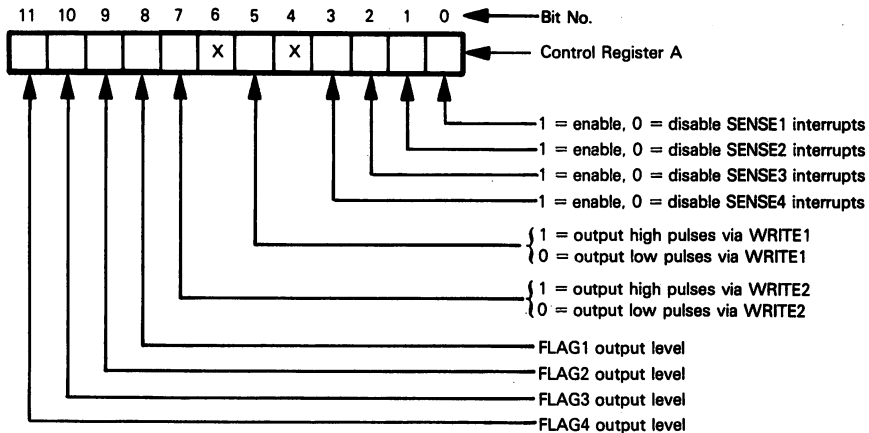 11 10 9 8 7 6 5 4 3 2 1 0 Bit No.
X X Control Register A
1 = enable, 0 = disable SENSE1 interrupts
1 = enable, 0 = disable SENSE2 interrupts
1 = enable, 0 = disable SENSE3 interrupts
1 = enable, 0 = disable SENSE4 interrupts
1 = output high pulses via WRITE1
0 = output low pulses via WRITE1
1 = output high pulses via WRITE2
0 = output low pulses via WRITE2
FLAG1 output level
FLAG2 output level
FLAG3 output level
FLAG4 output level